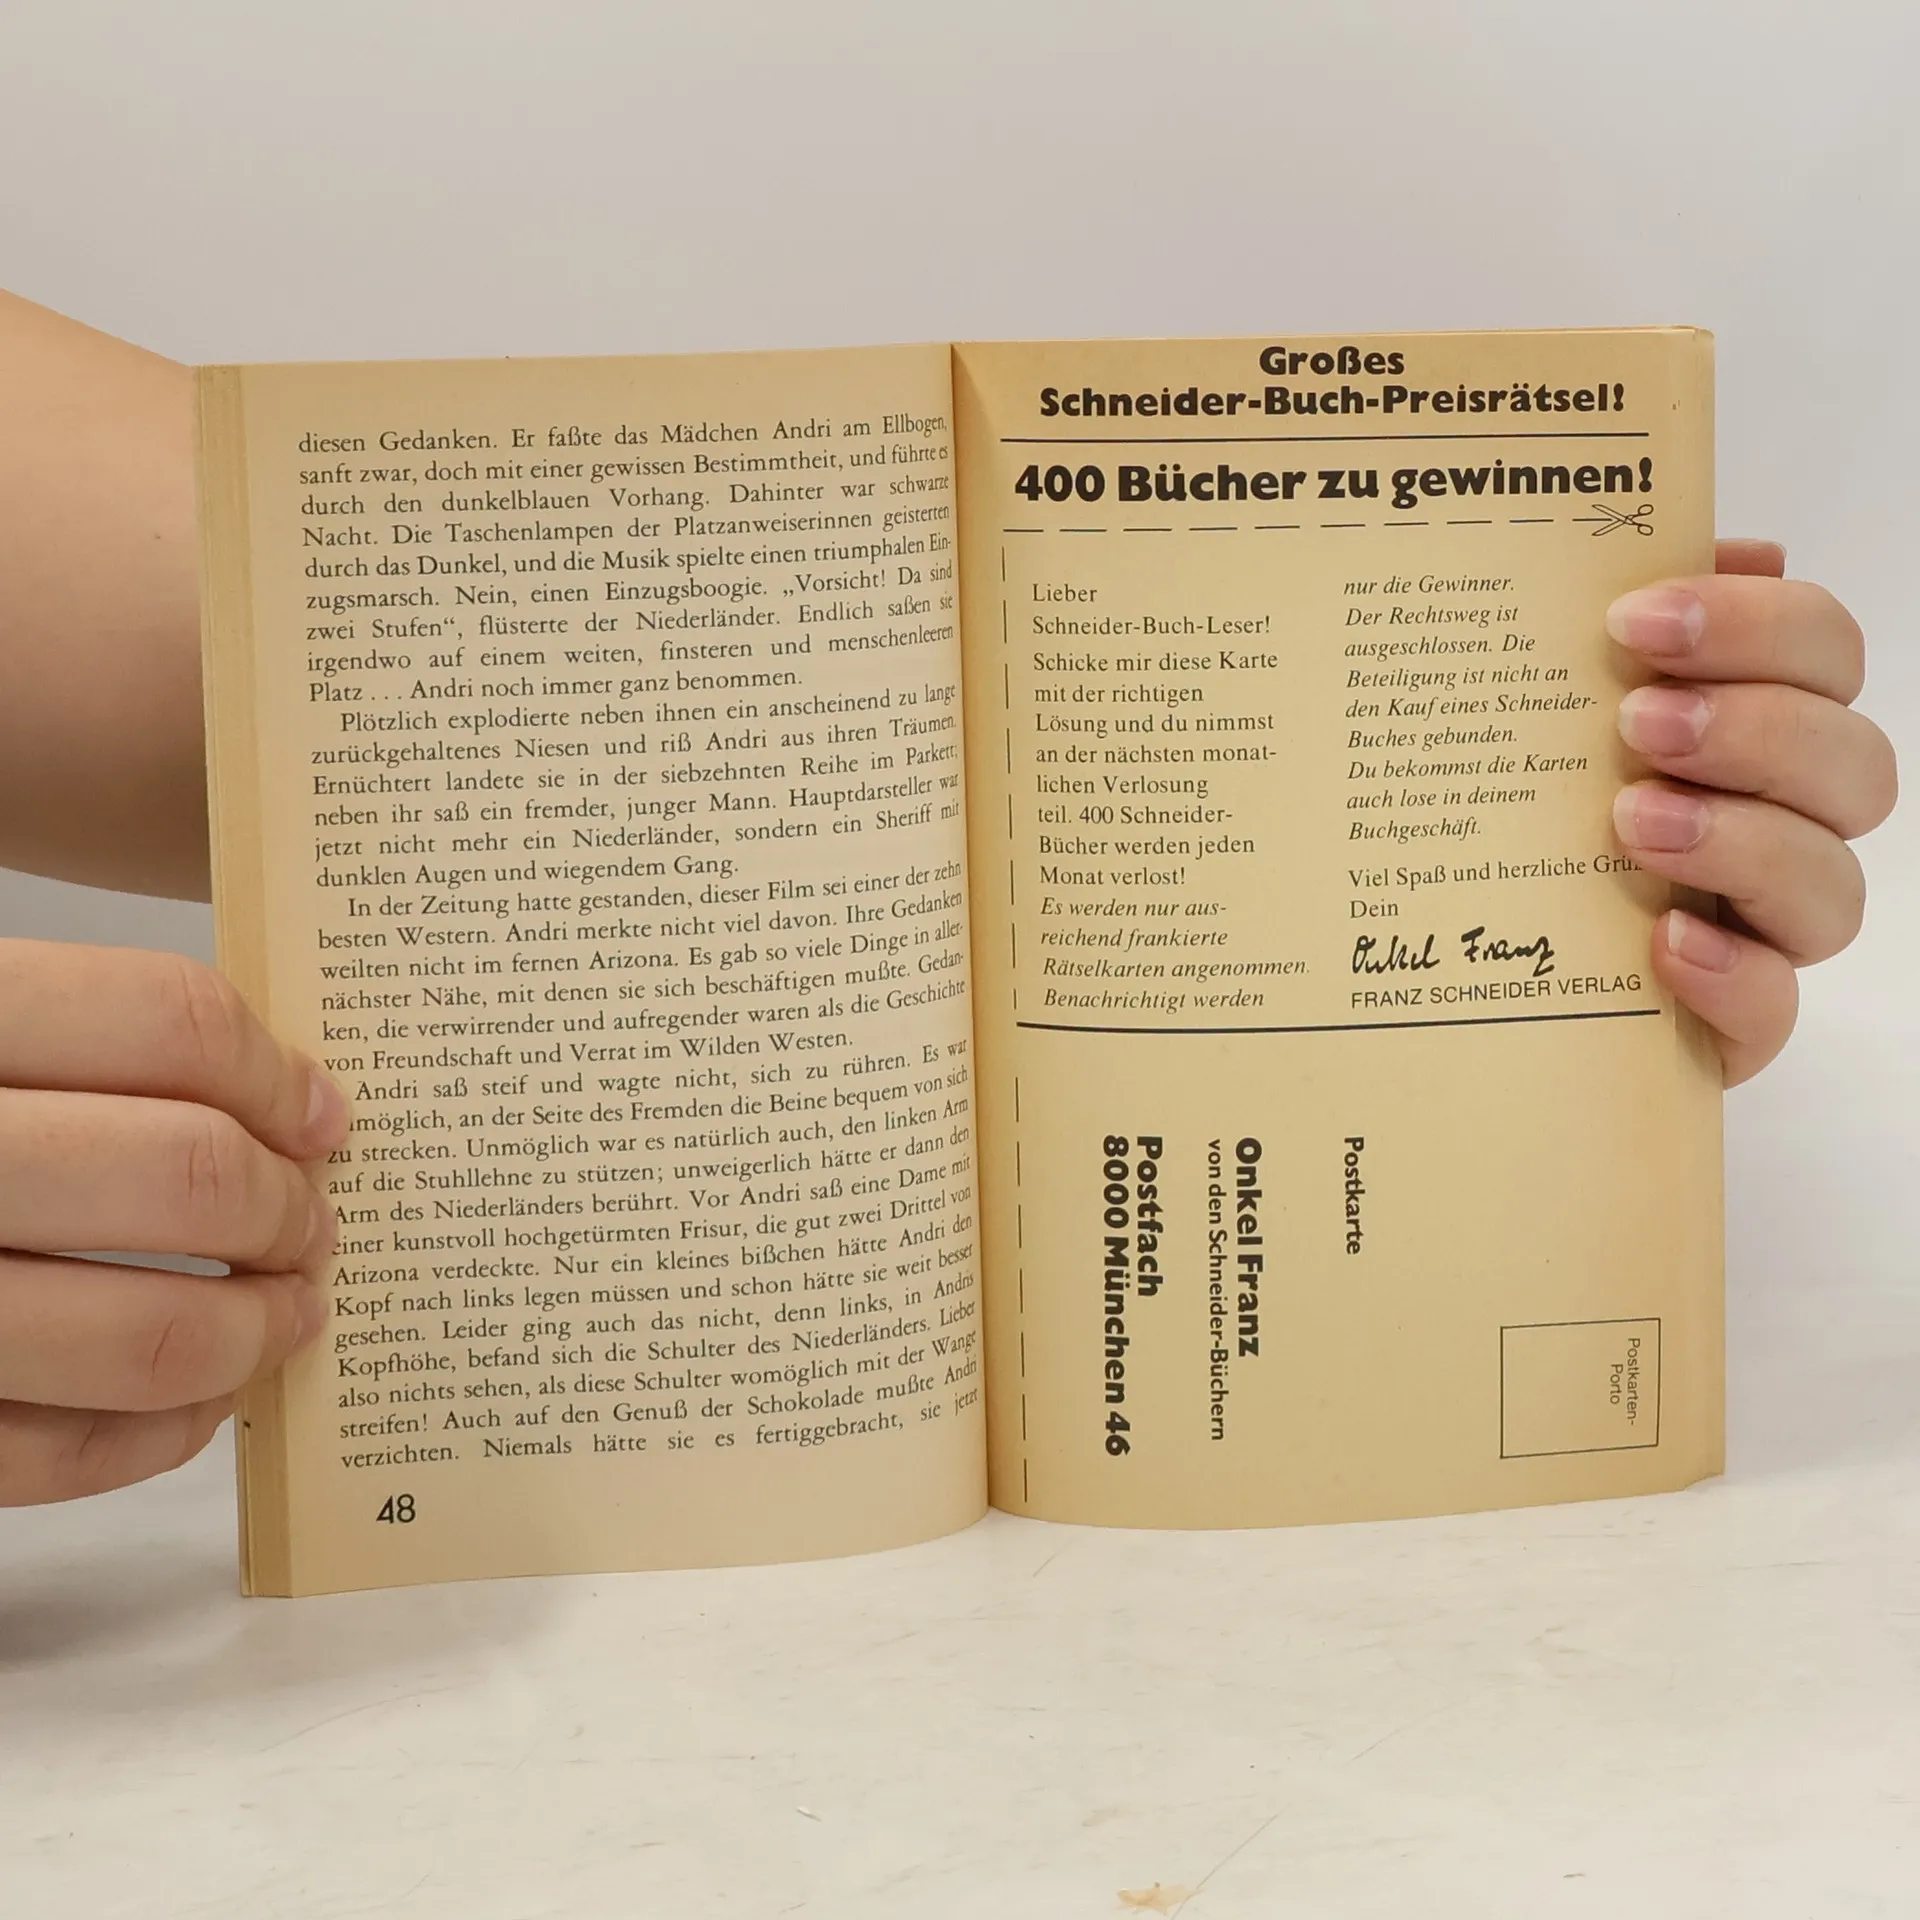 diesen Gedanken. Er faßte das Mädchen Andri am Ellbogen,
sanft zwar, doch mit einer gewissen Bestimmtheit, und führte es
durch den dunkelblauen Vorhang. Dahinter war schwarze
Nacht. Die Taschenlampen der Platzanweiserinnen geisterten
durch das Dunkel, und die Musik spielte einen triumphalen Ein-
zugsmarsch. Nein, einen Einzugsboogie. „Vorsicht! Da sind
zwei Stufen“, flüsterte der Niederländer. Endlich saßen sie
irgendwo auf einem weiten, finsteren und menschenleeren
Platz . . . Andri noch immer ganz benommen.
Plötzlich explodierte neben ihnen ein anscheinend zu lange
zurückgehaltenes Niesen und riß Andri aus ihren Träumen.
Ernüchtert landete sie in der siebzehnten Reihe im Parkett;
neben ihr saß ein fremder, junger Mann. Hauptdarsteller war
jetzt nicht mehr ein Niederländer, sondern ein Sheriff mit
dunklen Augen und wiegendem Gang.
In der Zeitung hatte gestanden, dieser Film sei einer der zehn
besten Western. Andri merkte nicht viel davon. Ihre Gedanken
weilten nicht im fernen Arizona. Es gab so viele Dinge in aller-
nächster Nähe, mit denen sie sich beschäftigen mußte. Gedan-
ken, die verwirrender und aufregender waren als die Geschichte
von Freundschaft und Verrat im Wilden Westen.
Andri saß steif und wagte nicht, sich zu rühren. Es war
möglich, an der Seite des Fremden die Beine bequem von sich
zu strecken. Unmöglich war es natürlich auch, den linken Arm
auf die Stuhllehne zu stützen; unweigerlich hätte er dann den
Arm des Niederländers berührt. Vor Andri saß eine Dame mit
einer kunstvoll hochgetürmten Frisur, die gut zwei Drittel von
Arizona verdeckte. Nur ein kleines bißchen hätte Andri den
Kopf nach links legen müssen und schon hätte sie weit besser
gesehen. Leider ging auch das nicht, denn links, in Andris
Kopfhöhe, befand sich die Schulter des Niederländers. Lieber
also nichts sehen, als diese Schulter womöglich mit der Wange
streifen! Auch auf den Genuß der Schokolade mußte Andri
verzichten. Niemals hätte sie es fertiggebracht, sie jetzt
48
Großes
Schneider-Buch-Preisrätsel!
400 Bücher zu gewinnen!
Lieber
Schneider-Buch-Leser!
Schicke mir diese Karte
mit der richtigen
Lösung und du nimmst
an der nächsten monat-
lichen Verlosung
teil. 400 Schneider-
Bücher werden jeden
Monat verlost!
Es werden nur aus-
reichend frankierte
Rätselkarten angenommen.
Benachrichtigt werden
nur die Gewinner.
Der Rechtsweg ist
ausgeschlossen. Die
Beteiligung ist nicht an
den Kauf eines Schneider-
Buches gebunden.
Du bekommst die Karten
auch lose in deinem
Buchgeschäft.
Viel Spaß und herzliche
Dein
Onkel Franz
FRANZ SCHNEIDER VERLAG
Postkarte
Onkel Franz
von den Schneider-Büchern
Postfach
8000 München 46
Postkarten-
Porto